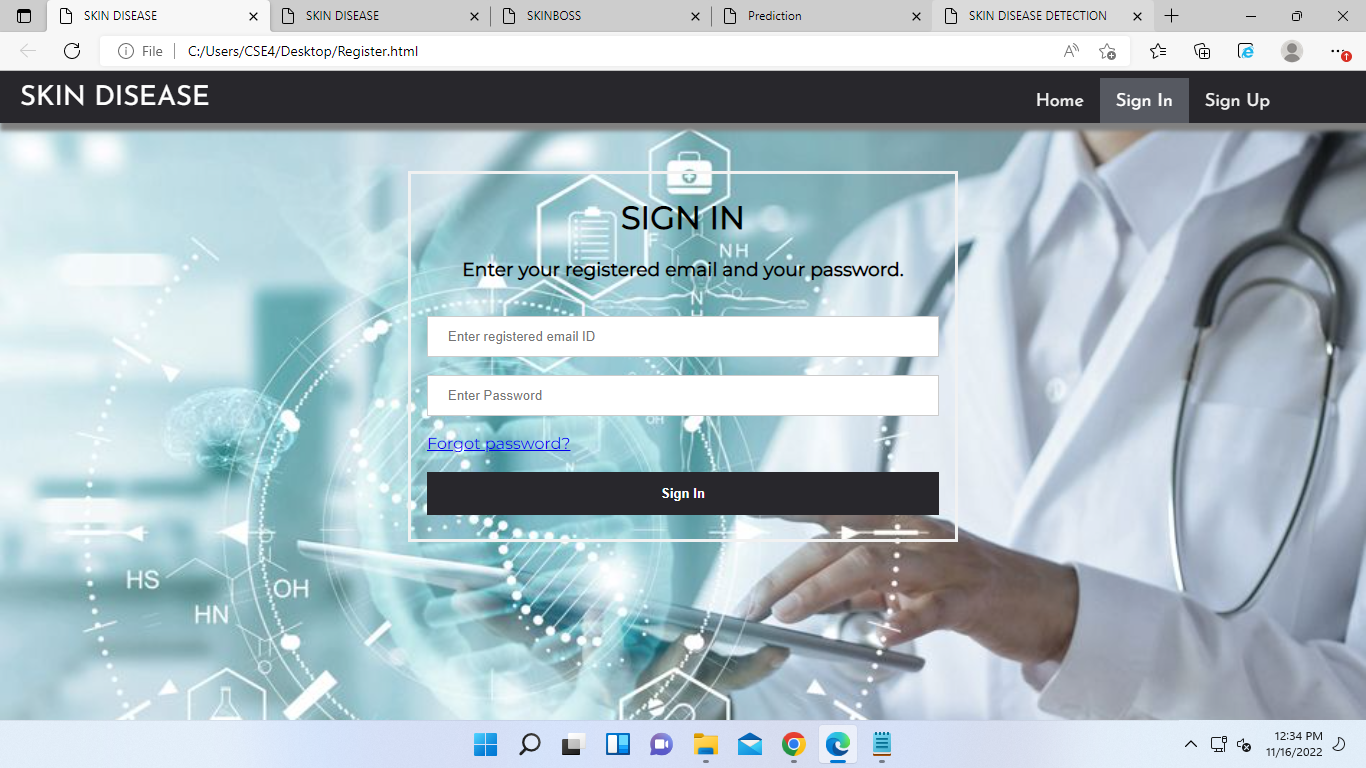 SKIN DISEASE
SKIN DISEASE
SKINBOSS
Prediction
SKIN DISEASE DETECTION
File
C:/Users/CSE4/Desktop/Register.html
SKIN DISEASE
Home
Sign In
Sign Up
SIGN IN
Enter your registered email and your password.
Enter registered email ID
Enter Password
Forgot password?
Sign In
F
NH
O
N
H
OH
HS
OH
HN
12:34 PM
11/16/2022